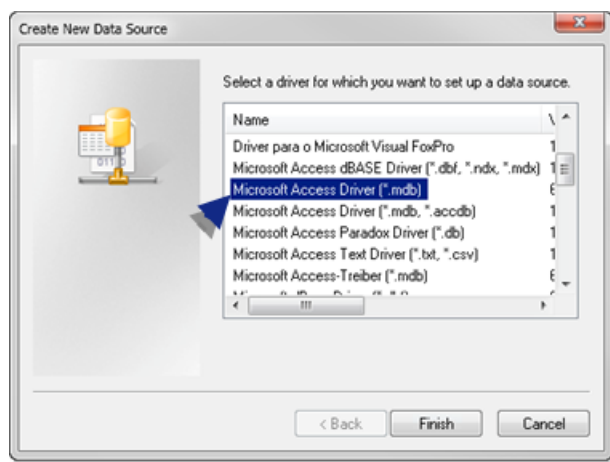 Create New Data Source
Select a driver for which you want to set up a data source.
Name
Driver para o Microsoft Visual FoxPro
Microsoft Access dBASE Driver (*.dbf, *.ndx, *.mdx)
Microsoft Access Driver (*.mdb)
Microsoft Access Driver (*.mdb, *.accdb)
Microsoft Access Paradox Driver (*.db)
Microsoft Access Text Driver (*.txt, *.csv)
Microsoft Access-Treiber (*.mdb)
< Back Finish Cancel